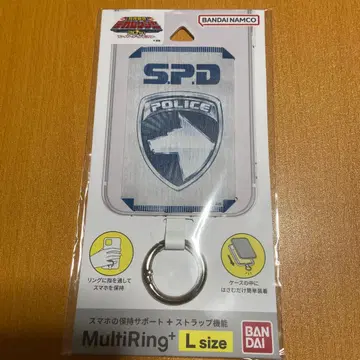 BANDAI NAMCO
S.P.D
POLICE
リングに指を通して
スマホを保持
ケースの中に
はさむだけ簡単装着
スマホの保持サポート + ストラップ機能
MultiRing+ L size
BAN
DAI